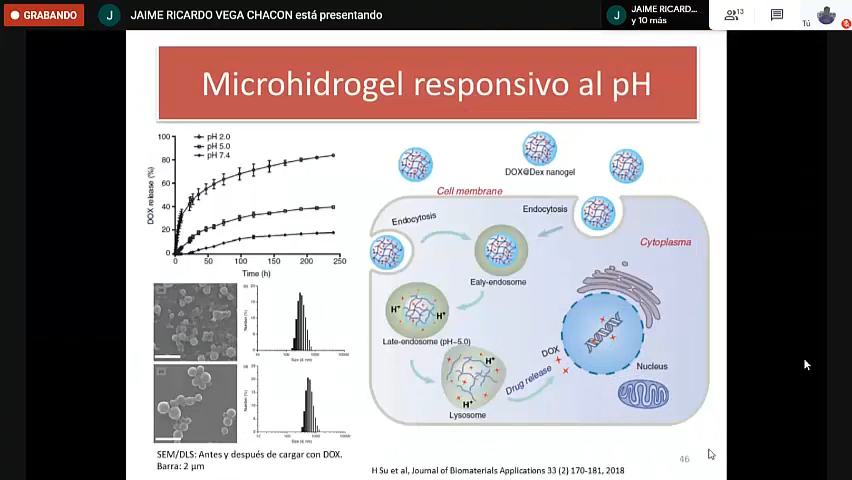 GRABANDO
J
JAIME RICARDO VEGA CHACON está presentando
J
JAIME RICARD...
y 10 más
13
Tú
Microhidrogel responsivo al pH
DOX release (%)
100
80
60
40
20
0
pH 2.0
pH 5.0
pH 7.4
0
50
100
150
200
250
Time (h)
DOX@Dex nanogel
Cell membrane
Endocytosis
Endocytosis
Cytoplasma
Ealy-endosome
H+
H+
Late-endosome (pH~5.0)
H+
H+
Lysosome
Drug release
DOX
Nucleus
SEM/DLS: Antes y después de cargar con DOX.
Barra: 2 µm
H Su et al, Journal of Biomaterials Applications 33 (2) 170-181, 2018
46